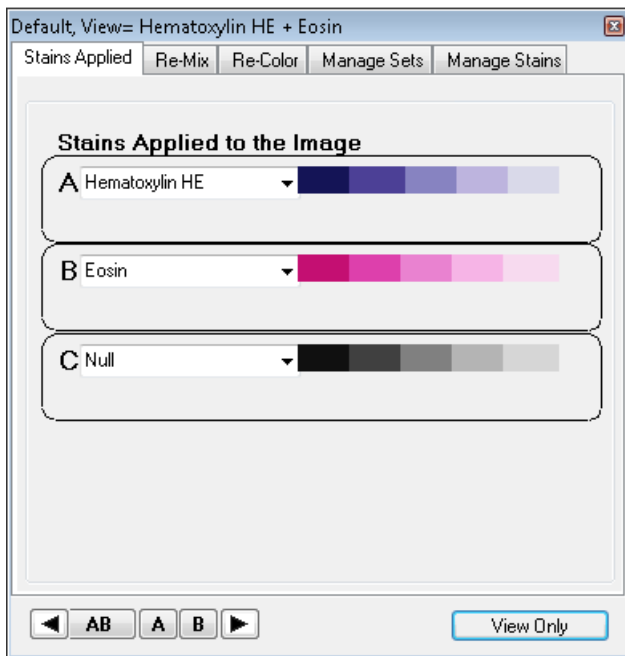 Default, View= Hematoxylin HE + Eosin
Stains Applied Re-Mix Re-Color Manage Sets Manage Stains
Stains Applied to the Image
A Hematoxylin HE
B Eosin
C Null
AB A B View Only